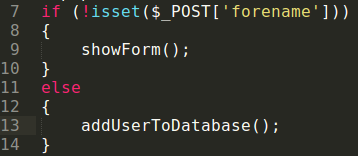 7 if (!isset($_POST['forename']))
8 {
9     showForm();
10 }
11 else
12 {
13     addUserToDatabase();
14 }